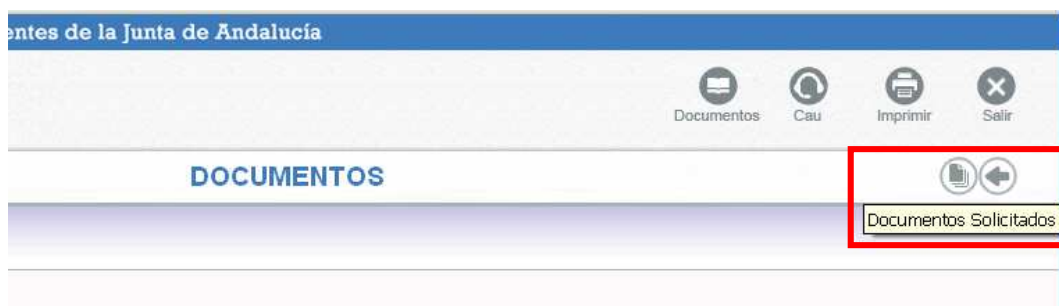 entes de la Junta de Andalucía
Documentos Cau Imprimir Salir
DOCUMENTOS
Documentos Solicitados